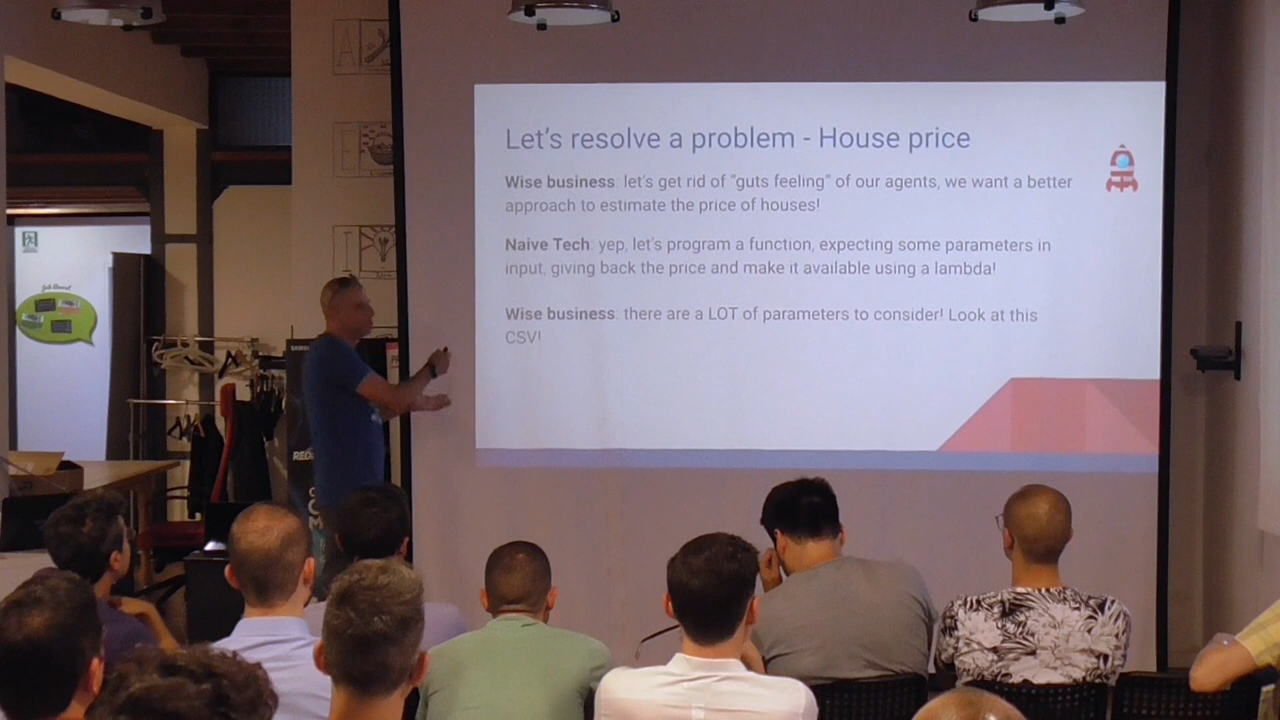 Let's resolve a problem - House price
Wise business: let's get rid of "guts feeling" of our agents, we want a better
approach to estimate the price of houses!
Naive Tech: yep, let's program a function, expecting some parameters in
input, giving back the price and make it available using a lambda!
Wise business: there are a LOT of parameters to consider! Look at this
CSV!
Job Board